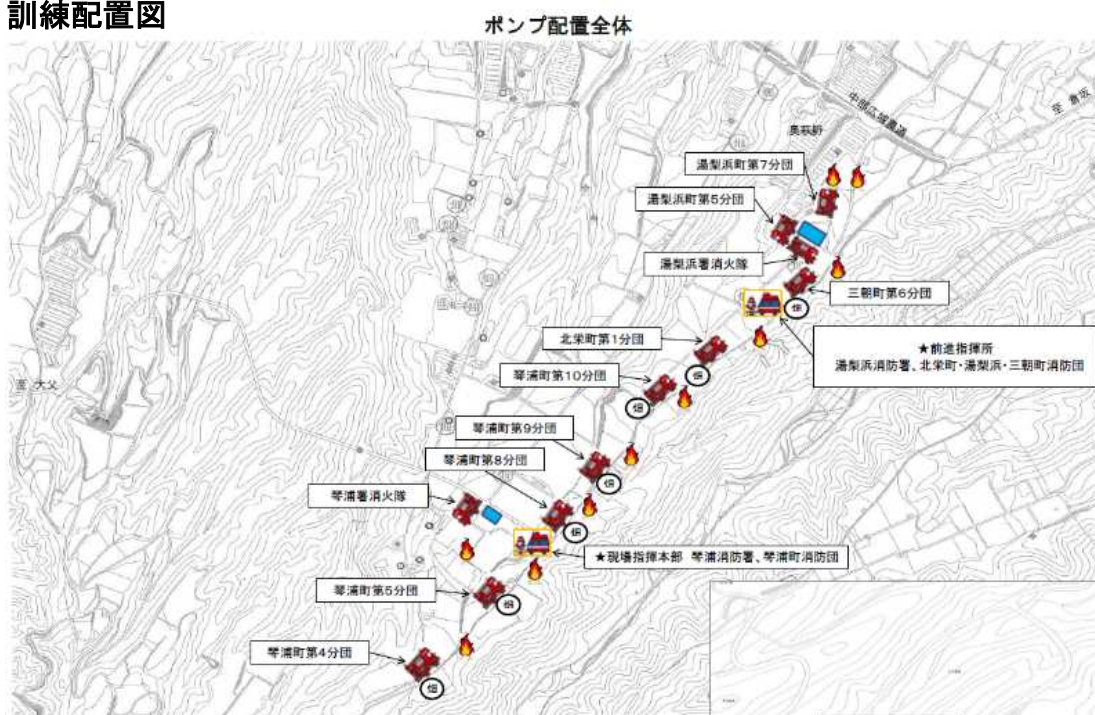 訓練配置図
ポンプ配置全体
中部広域農道
至 倉坂
奥萩野
湯梨浜町第7分団
湯梨浜町第5分団
湯梨浜署消火隊
三朝町第6分団
畑
★前進指揮所
湯梨浜消防署、北栄町・湯梨浜・三朝町消防団
北栄町第1分団
畑
琴浦町第10分団
畑
至 大父
琴浦町第9分団
畑
琴浦町第8分団
畑
琴浦署消火隊
★現場指揮本部 琴浦消防署、琴浦町消防団
琴浦町第5分団
畑
琴浦町第4分団
畑